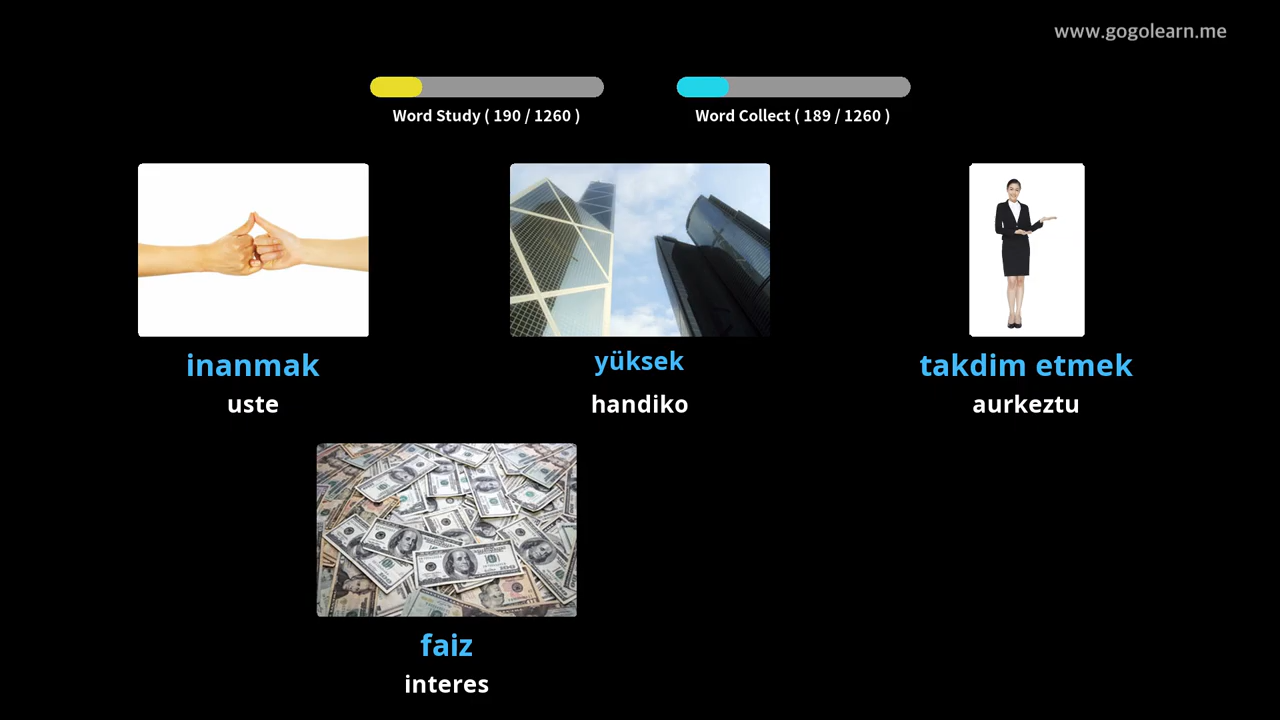 www.gogolearn.me
Word Study ( 190 / 1260 )
Word Collect ( 189 / 1260 )
inanmak
uste
yüksek
handiko
takdim etmek
aurkeztu
faiz
interes